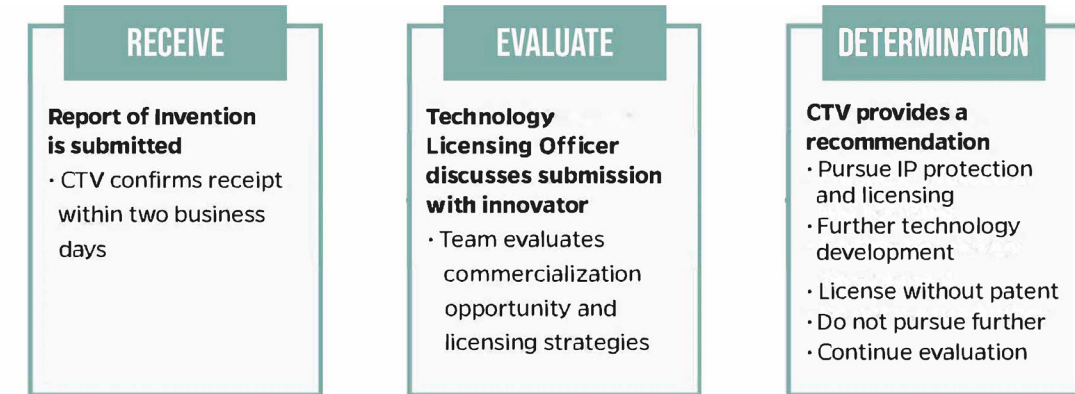 RECEIVE
Report of Invention
is submitted
· CTV confirms receipt
within two business
days
EVALUATE
Technology
Licensing Officer
discusses submission
with innovator
· Team evaluates
commercialization
opportunity and
licensing strategies
DETERMINATION
CTV provides a
recommendation
· Pursue IP protection
and licensing
· Further technology
development
· License without patent
· Do not pursue further
· Continue evaluation